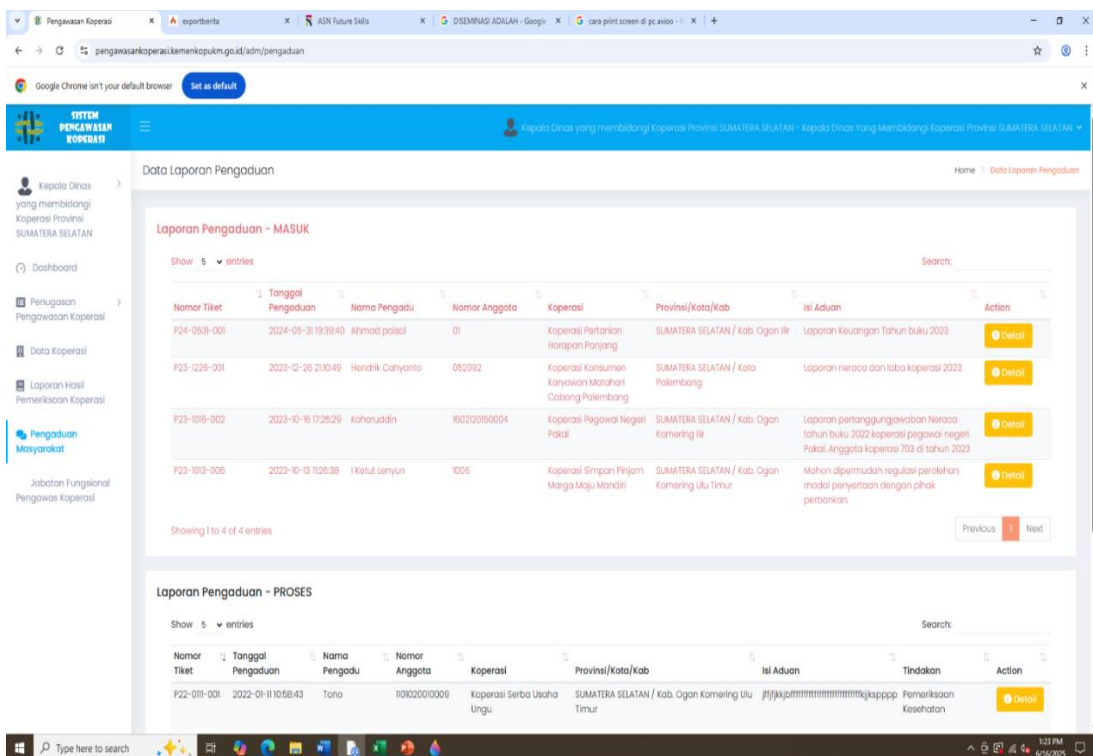 Pengawasan Koperasi
exportberita
ASN Future Skills
DISEMINASI ADALAH - Google
cara print screen di pc axioo - G
pengawasankoperasi.kemenkopukm.go.id/adm/pengaduan
Google Chrome isn't your default browser Set as default
SISTEM
PENGAWASAN
KOPERASI
Kepala Dinas yang membidangi Koperasi Provinsi SUMATERA SELATAN - Kepala Dinas Yang Membidangi Koperasi Provinsi SUMATERA SELATAN
Kepala Dinas
yang membidangi
Koperasi Provinsi
SUMATERA SELATAN
Dashboard
Penugasan
Pengawasan Koperasi
Data Koperasi
Laporan Hasil
Pemeriksaan Koperasi
Pengaduan
Masyarakat
Jabatan Fungsional
Pengawas Koperasi
Data Laporan Pengaduan
Home > Data Laporan Pengaduan
Laporan Pengaduan - MASUK
Show 5 entries Search:
Nomor Tiket Tanggal Pengaduan Nama Pengadu Nomor Anggota Koperasi Provinsi/Kota/Kab Isi Aduan Action
P24-0531-001 2024-05-31 19:39:40 Ahmad paisol 01 Koperasi Pertanian Harapan Panjang SUMATERA SELATAN / Kab. Ogan Ilir Laporan Keuangan Tahun buku 2023 Detail
P23-1226-001 2023-12-26 21:10:49 Hendrik Cahyanto 052092 Koperasi Konsumen Karyawan Matahari Cabang Palembang SUMATERA SELATAN / Kota Palembang Laporan neraca dan laba koperasi 2023 Detail
P23-1016-002 2023-10-16 17:25:29 Kaharuddin 1602120150004 Koperasi Pegawai Negeri Pakal SUMATERA SELATAN / Kab. Ogan Komering Ilir Laporan pertanggungjawaban Neraca tahun buku 2022 koperasi pegawai negeri Pakal. Anggota koperasi 703 di tahun 2023 Detail
P23-1013-006 2023-10-13 11:26:38 I Ketut Lanyun 1006 Koperasi Simpan Pinjam Marga Maju Mandiri SUMATERA SELATAN / Kab. Ogan Komering Ulu Timur Mohon dipermudah regulasi perolehan modal penyertaan dengan pihak perbankan. Detail
Showing 1 to 4 of 4 entries
Previous 1 Next
Laporan Pengaduan - PROSES
Show 5 entries Search:
Nomor Tiket Tanggal Pengaduan Nama Pengadu Nomor Anggota Koperasi Provinsi/Kota/Kab Isi Aduan Tindakan Action
P22-0111-001 2022-01-11 10:58:43 Tono 1101020010009 Koperasi Serba Usaha Ungu SUMATERA SELATAN / Kab. Ogan Komering Ulu Timur Pemeriksaan Kesehatan Detail
Type here to search
1:23 PM
6/16/2025